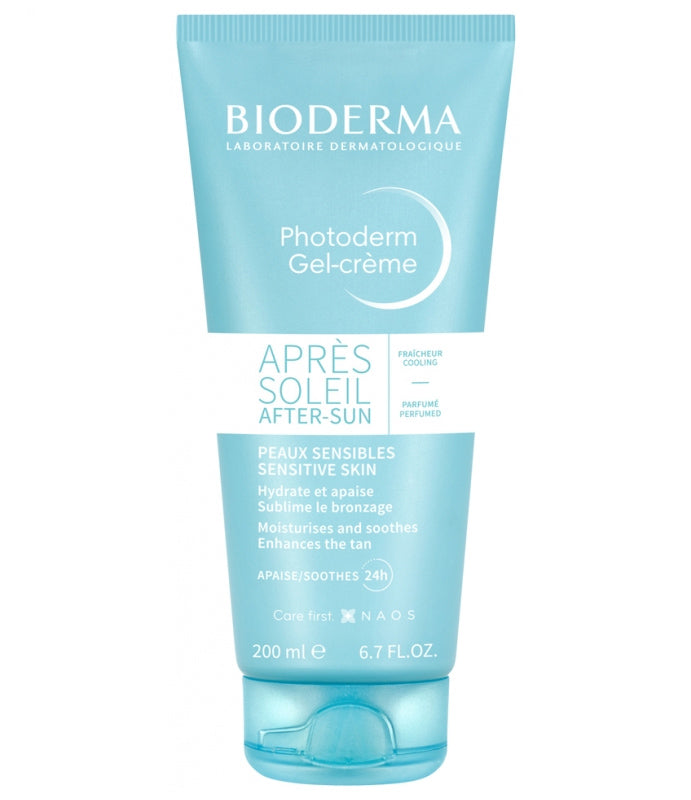 BIODERMA
LABORATOIRE DERMATOLOGIQUE
Photoderm
Gel-crème
APRÈS
SOLEIL
AFTER-SUN
FRAÎCHEUR
COOLING
PARFUMÉ
PERFUMED
PEAUX SENSIBLES
SENSITIVE SKIN
Hydrate et apaise
Sublime le bronzage
Moisturises and soothes
Enhances the tan
APAISE/SOOTHES 24h
Care first. NAOS
200 ml ℮ 6.7 FL.OZ.